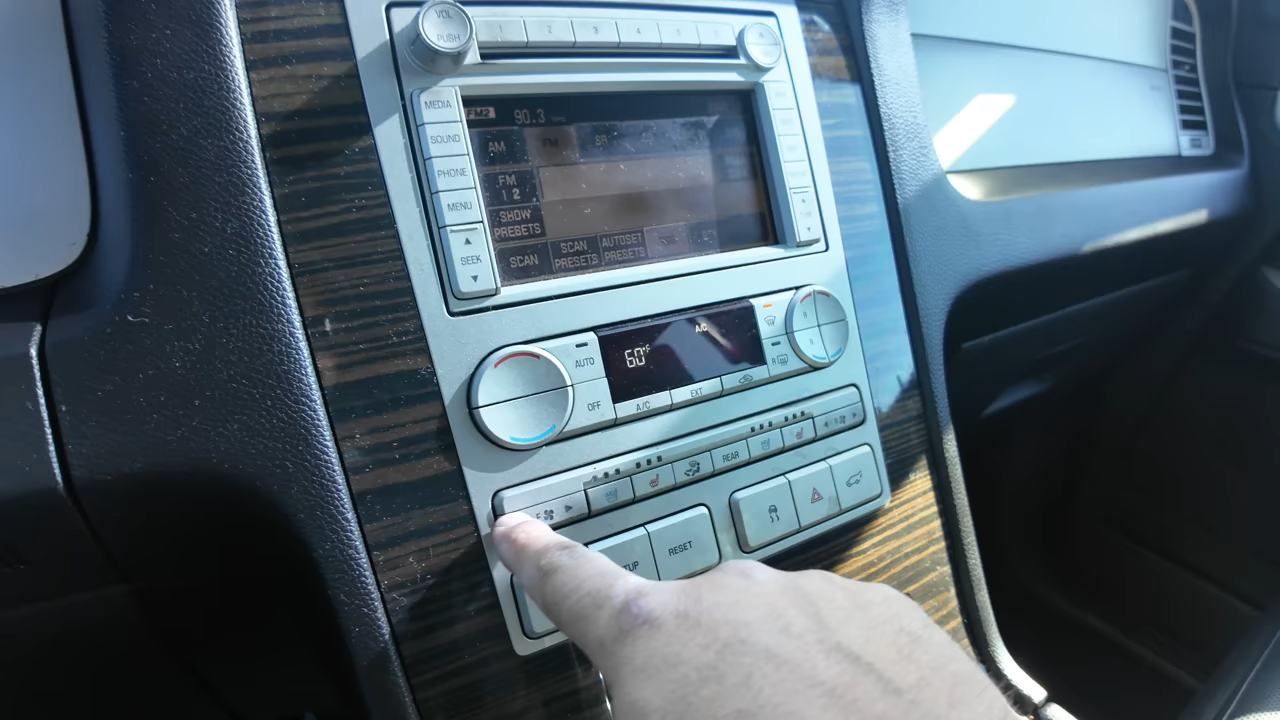 VOL
PUSH
1 2 3 4 5 6
MEDIA
SOUND
PHONE
MENU
SEEK
FM2 90.3
AM FM
FM
1 2
SHOW
PRESETS
SCAN
SCAN
PRESETS
AUTOSET
PRESETS
AUTO
OFF
60°F
A/C
A/C
EXT
R
R
R
REAR
F
R
TUP
RESET